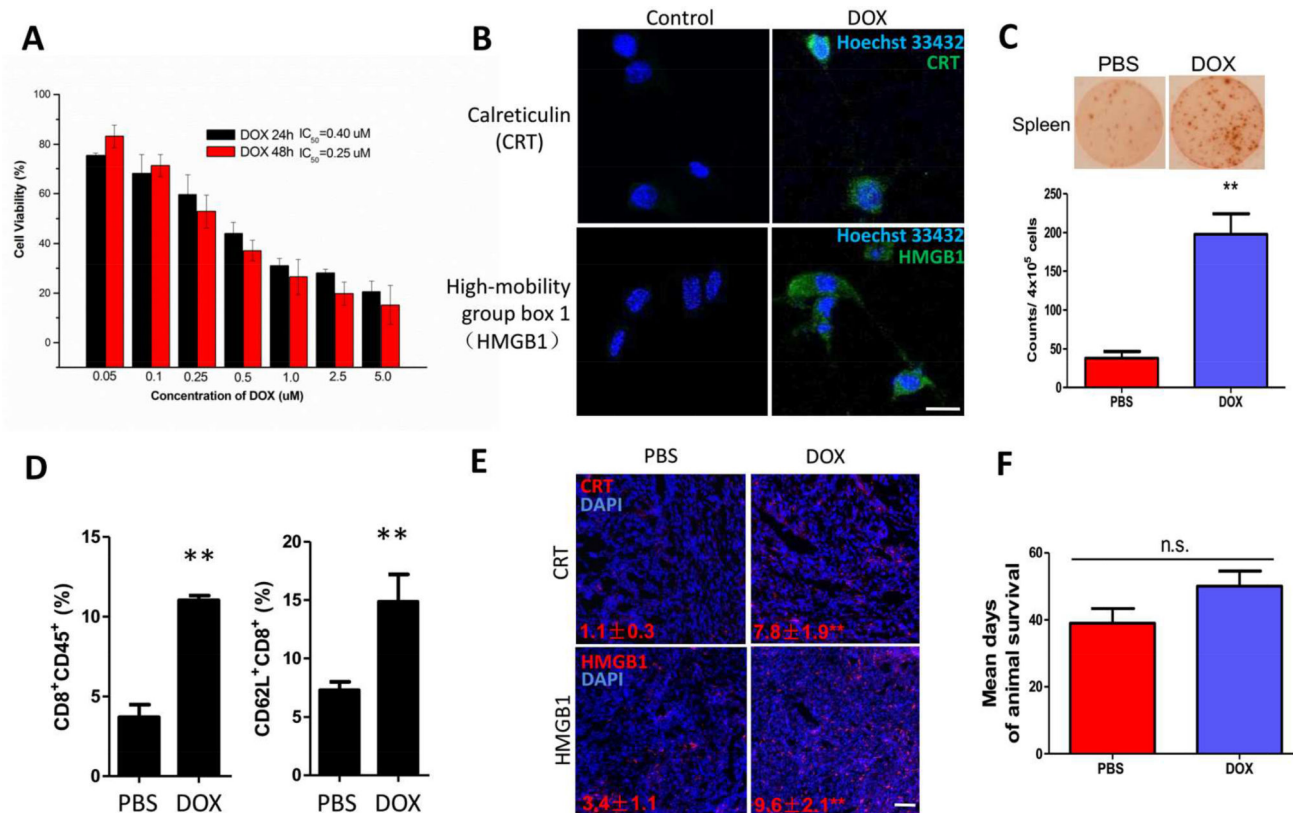 A
100
80
60
40
20
0
Cell Viability (%)
DOX 24h IC50=0.40 uM
DOX 48h IC50=0.25 uM
0.05 0.1 0.25 0.5 1.0 2.5 5.0
Concentration of DOX (uM)
B
Control DOX
Calreticulin
(CRT)
Hoechst 33432
CRT
High-mobility
group box 1
(HMGB1)
Hoechst 33432
HMGB1
C
PBS DOX
Spleen
**
200
150
100
50
0
Counts/ 4x10⁵ cells
PBS DOX
D
15
10
5
0
CD8⁺CD45⁺ (%)
**
PBS DOX
20
15
10
5
0
CD62L⁺CD8⁺ (%)
**
PBS DOX
E
PBS DOX
CRT
CRT
DAPI
1.1±0.3
7.8±1.9**
HMGB1
HMGB1
DAPI
3.4±1.1
9.6±2.1**
F
n.s.
60
40
20
0
Mean days
of animal survival
PBS DOX